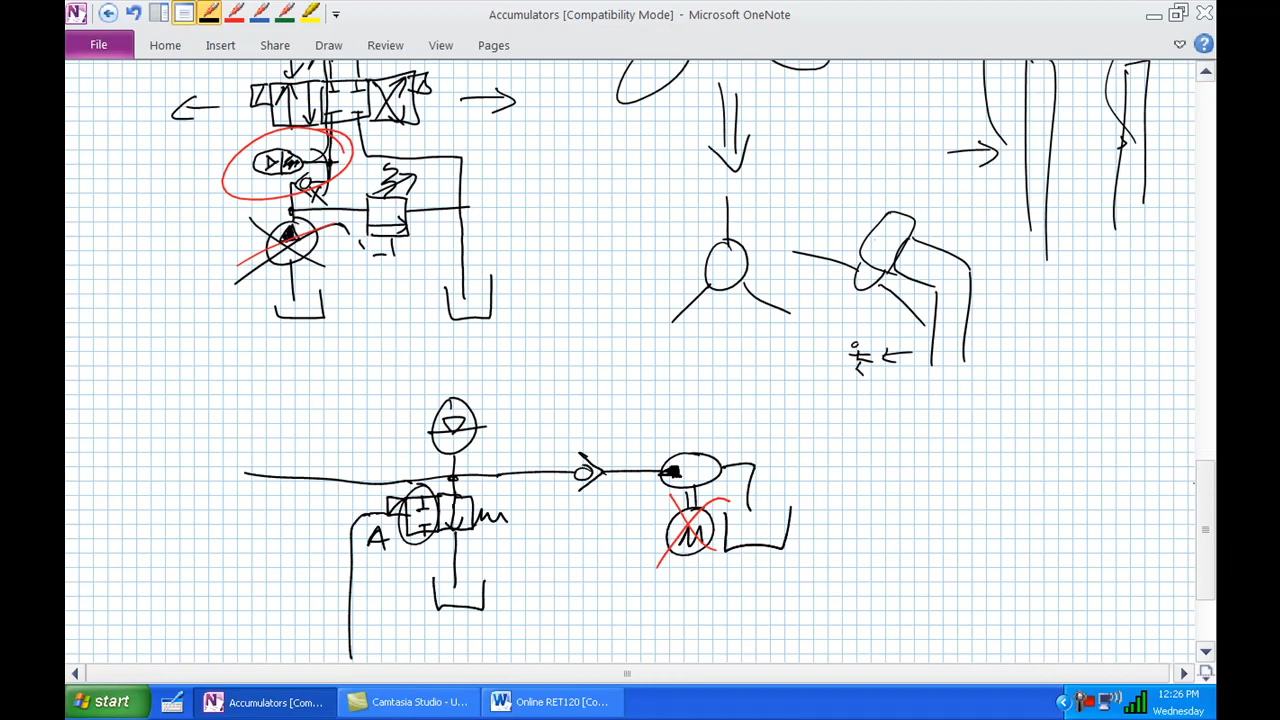 Accumulators [Compatibility Mode] - Microsoft OneNote
File Home Insert Share Draw Review View Pages
A
M
start Accumulators [Com... Camtasia Studio - U... Online RET120 [Co... 12:26 PM
Wednesday